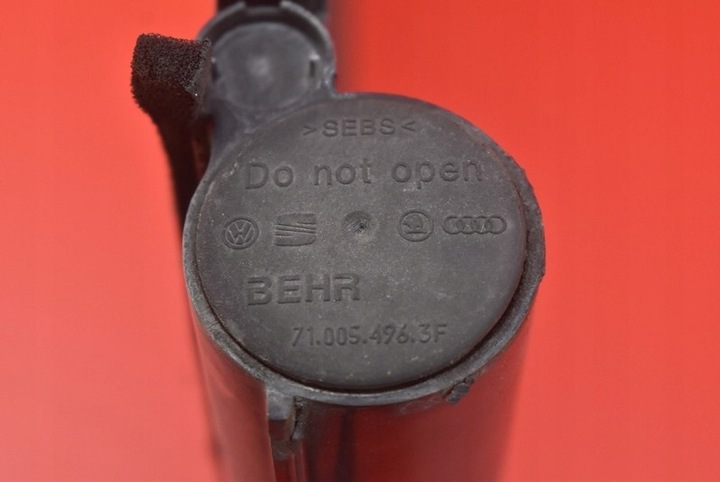 >SEBS<
Do not open
BEHR
71.005.496.3F